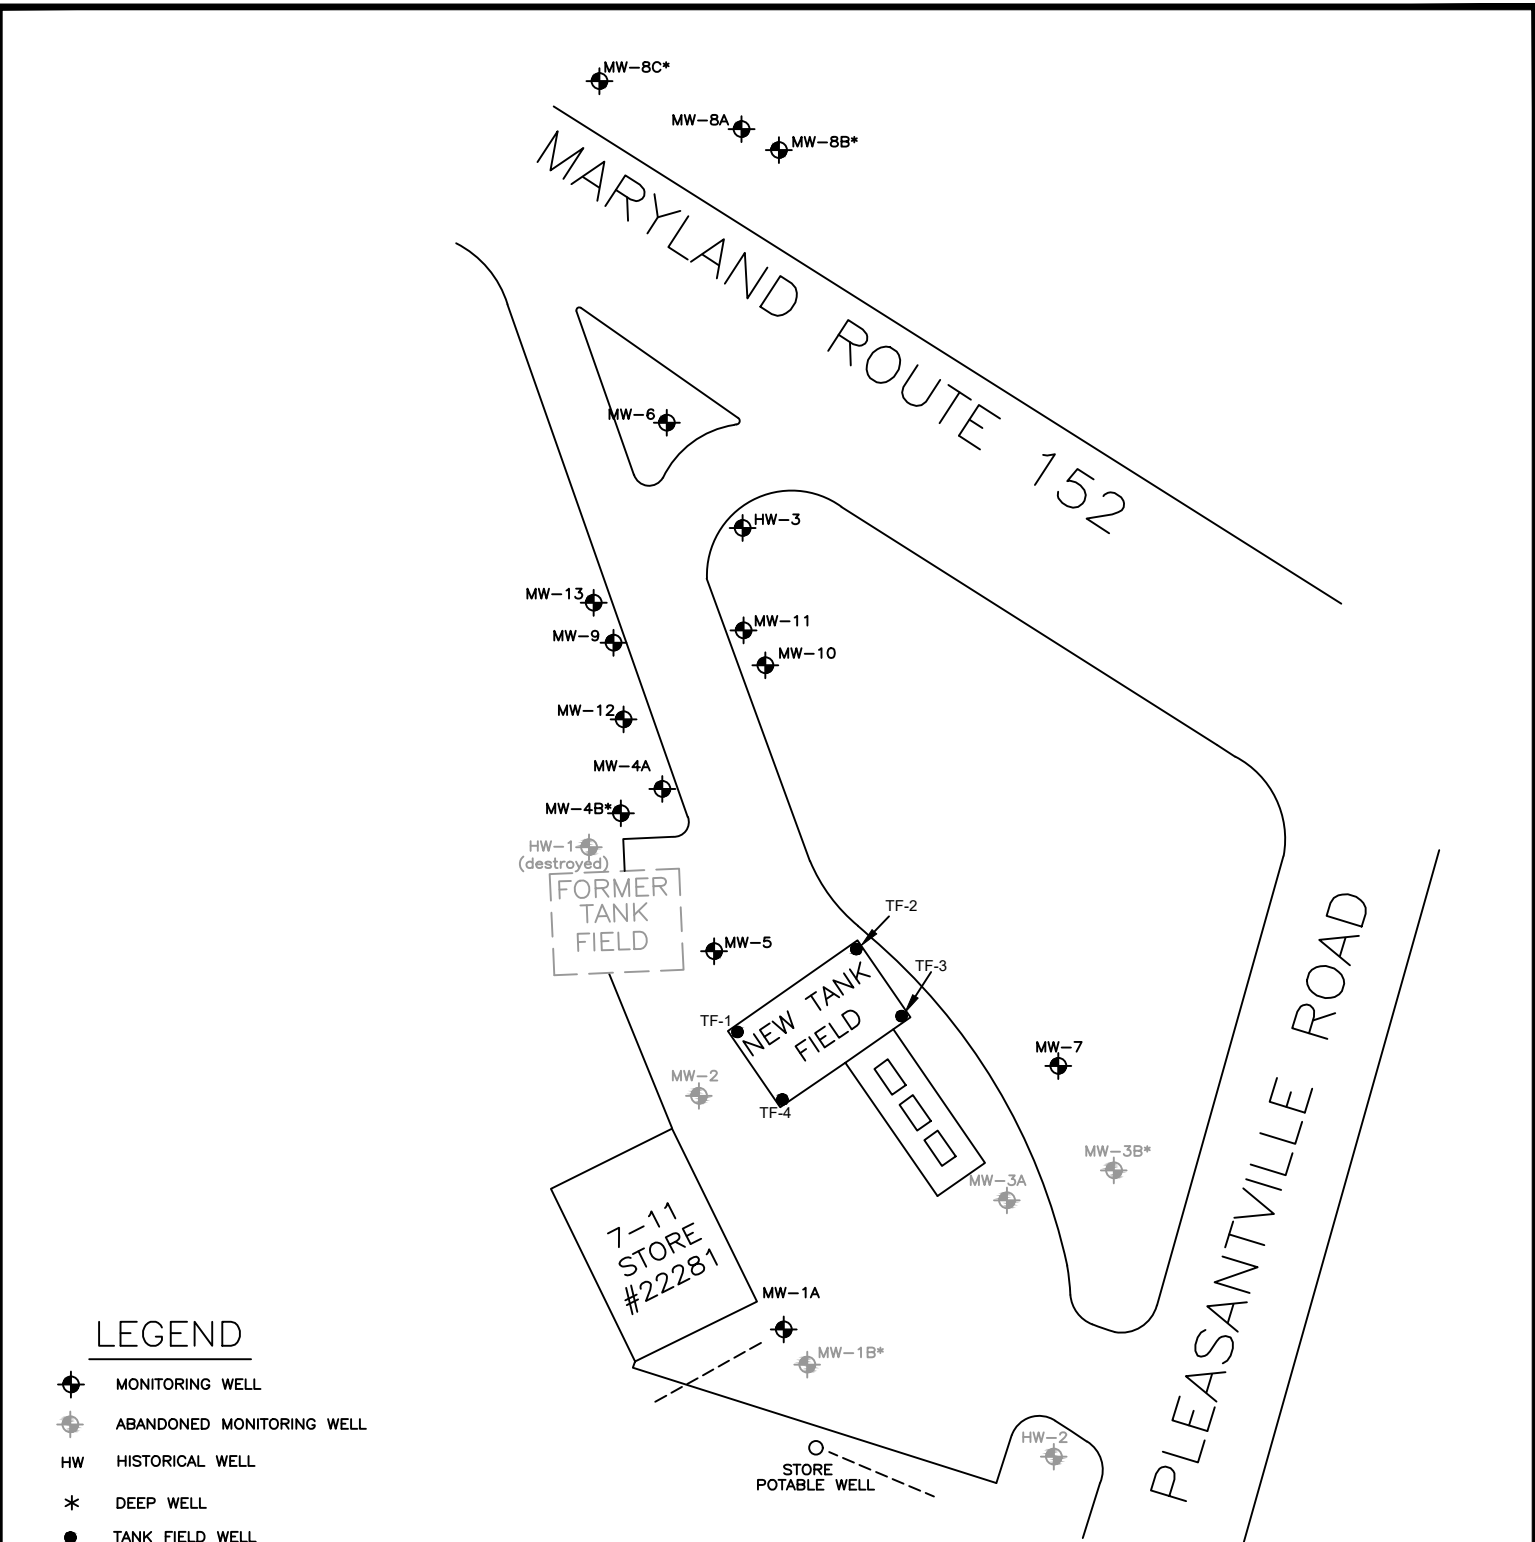 MW-8C*
MW-8A
MW-8B*
MARYLAND ROUTE 152
MW-6
HW-3
MW-13
MW-11
MW-9
MW-10
MW-12
MW-4A
MW-4B*
HW-1
(destroyed)
FORMER
TANK
FIELD
TF-2
MW-5
TF-3
TF-1
NEW TANK
FIELD
MW-7
MW-2
TF-4
MW-3B*
MW-3A
PLEASANTVILLE ROAD
7-11
STORE
#22281
MW-1A
MW-1B*
HW-2
STORE
POTABLE WELL
LEGEND
MONITORING WELL
ABANDONED MONITORING WELL
HW HISTORICAL WELL
* DEEP WELL
TANK FIELD WELL